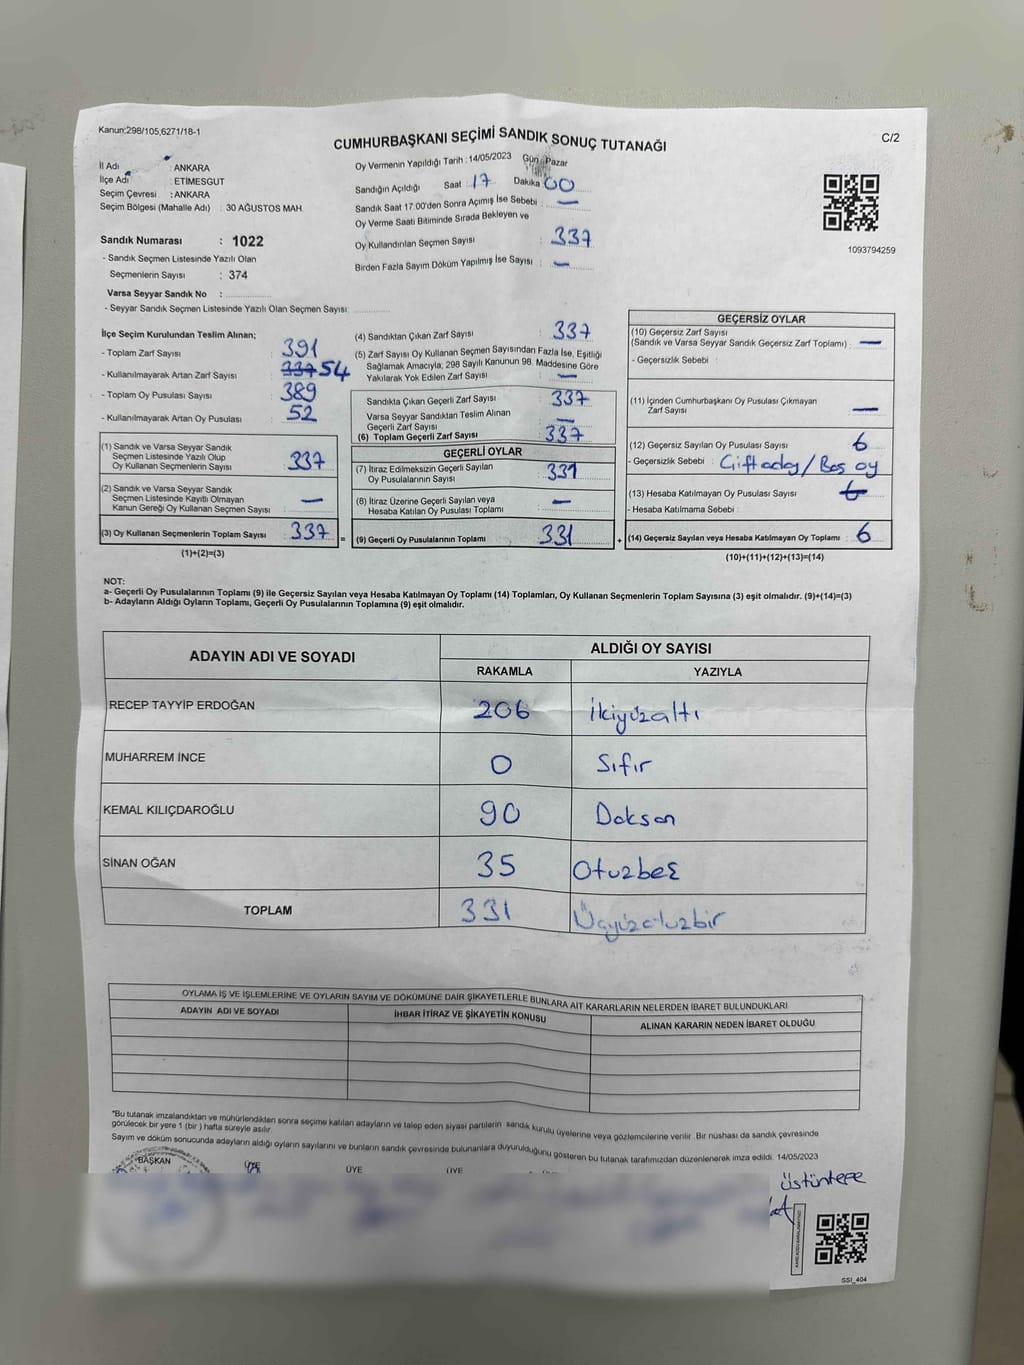 Kanun:298/105,6271/18-1
C/2
CUMHURBAŞKANI SEÇİMİ SANDIK SONUÇ TUTANAĞI
İl Adı : ANKARA
İlçe Adı : ETİMESGUT
Seçim Çevresi : ANKARA
Seçim Bölgesi (Mahalle Adı) : 30 AĞUSTOS MAH.
Sandık Numarası : 1022
- Sandık Seçmen Listesinde Yazılı Olan
Seçmenlerin Sayısı : 374
Varsa Seyyar Sandık No :
- Seyyar Sandık Seçmen Listesinde Yazılı Olan Seçmen Sayısı:
Oy Vermenin Yapıldığı Tarih : 14/05/2023 Gün : Pazar
Sandığın Açıldığı Saat 17 Dakika 00
Sandık Saat 17.00'den Sonra Açımış İse Sebebi : —
Oy Verme Saati Bitiminde Sırada Bekleyen ve
Oy Kullandırılan Seçmen Sayısı : 337
Birden Fazla Sayım Döküm Yapılmış İse Sayısı : —
1093794259
İlçe Seçim Kurulundan Teslim Alınan;
- Toplam Zarf Sayısı : 391
- Kullanılmayarak Artan Zarf Sayısı : 337 54
- Toplam Oy Pusulası Sayısı : 389
- Kullanılmayarak Artan Oy Pusulası : 52
(1) Sandık ve Varsa Seyyar Sandık
Seçmen Listesinde Yazılı Olup
Oy Kullanan Seçmenlerin Sayısı : 337
(2) Sandık ve Varsa Seyyar Sandık
Seçmen Listesinde Kayıtlı Olmayan
Kanun Gereği Oy Kullanan Seçmen Sayısı : —
(3) Oy Kullanan Seçmenlerin Toplam Sayısı : 337
(1)+(2)=(3)
(4) Sandıktan Çıkan Zarf Sayısı : 337
(5) Zarf Sayısı Oy Kullanan Seçmen Sayısından Fazla İse, Eşitliği
Sağlamak Amacıyla; 298 Sayılı Kanunun 98. Maddesine Göre
Yakılarak Yok Edilen Zarf Sayısı : —
Sandıkta Çıkan Geçerli Zarf Sayısı : 337
Varsa Seyyar Sandıktan Teslim Alınan
Geçerli Zarf Sayısı : —
(6) Toplam Geçerli Zarf Sayısı : 337
GEÇERLİ OYLAR
(7) İtiraz Edilmeksizin Geçerli Sayılan
Oy Pusulalarının Sayısı : 331
(8) İtiraz Üzerine Geçerli Sayılan veya
Hesaba Katılan Oy Pusulası Toplamı : —
= (9) Geçerli Oy Pusulalarının Toplamı : 331
GEÇERSİZ OYLAR
(10) Geçersiz Zarf Sayısı
(Sandık ve Varsa Seyyar Sandık Geçersiz Zarf Toplamı) : —
- Geçersizlik Sebebi :
(11) İçinden Cumhurbaşkanı Oy Pusulası Çıkmayan
Zarf Sayısı : —
(12) Geçersiz Sayılan Oy Pusulası Sayısı : 6
- Geçersizlik Sebebi : Çift aday / Boş oy
(13) Hesaba Katılmayan Oy Pusulası Sayısı :
- Hesaba Katılmama Sebebi :
+ (14) Geçersiz Sayılan veya Hesaba Katılmayan Oy Toplamı : 6
(10)+(11)+(12)+(13)=(14)
NOT:
a- Geçerli Oy Pusulalarının Toplamı (9) ile Geçersiz Sayılan veya Hesaba Katılmayan Oy Toplamı (14) Toplamları, Oy Kullanan Seçmenlerin Toplam Sayısına (3) eşit olmalıdır. (9)+(14)=(3)
b- Adayların Aldığı Oyların Toplamı, Geçerli Oy Pusulalarının Toplamına (9) eşit olmalıdır.
ADAYIN ADI VE SOYADI ALDIĞI OY SAYISI
RAKAMLA YAZIYLA
RECEP TAYYİP ERDOĞAN 206 İkiyüzaltı
MUHARREM İNCE 0 Sıfır
KEMAL KILIÇDAROĞLU 90 Doksan
SİNAN OĞAN 35 Otuzbeş
TOPLAM 331 Üçyüzotuzbir
OYLAMA İŞ VE İŞLEMLERİNE VE OYLARIN SAYIM VE DÖKÜMÜNE DAİR ŞİKAYETLERLE BUNLARA AİT KARARLARIN NELERDEN İBARET BULUNDUKLARI
ADAYIN ADI VE SOYADI İHBAR İTİRAZ VE ŞİKAYETİN KONUSU ALINAN KARARIN NEDEN İBARET OLDUĞU
*Bu tutanak imzalandıktan ve mühürlendikten sonra seçime katılan adayların ve talep eden siyasi partilerin sandık kurulu üyelerine veya gözlemcilerine verilir. Bir nüshası da sandık çevresinde
görülecek bir yere 1 (bir ) hafta süreyle asılır.
Sayım ve döküm sonucunda adayların aldığı oyların sayılarını ve bunların sandık çevresinde bulunanlara duyurulduğunu gösteren bu tutanak tarafımızdan düzenlenerek imza edildi. 14/05/2023
BAŞKAN ÜYE ÜYE ÜYE
Üstüntepe
SSİ_404